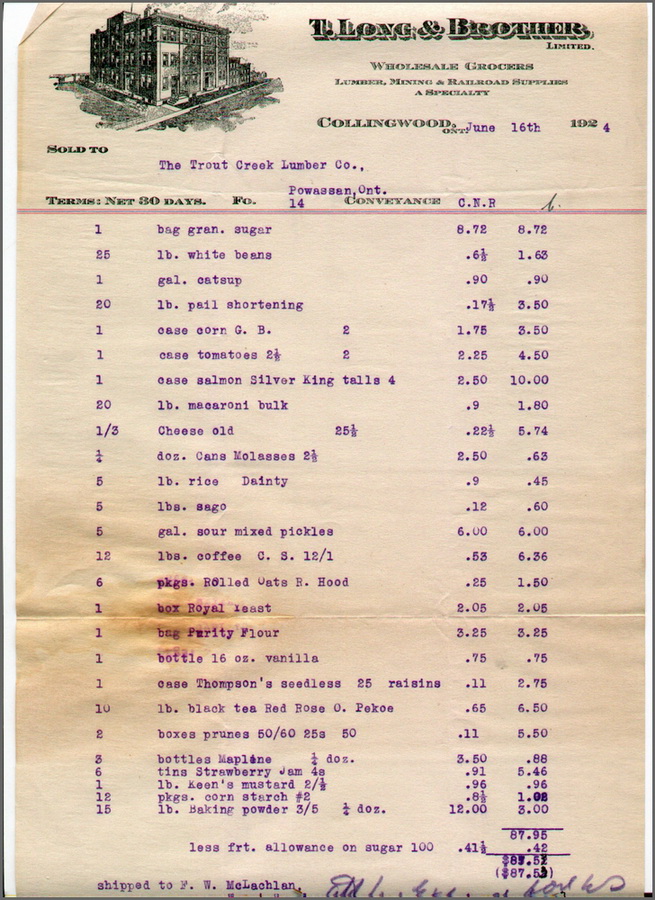 T. LONG & BROTHER,
LIMITED.
WHOLESALE GROCERS
LUMBER, MINING & RAILROAD SUPPLIES
A SPECIALTY
COLLINGWOOD, ONT. June 16th 1924
SOLD TO
The Trout Creek Lumber Co.,
Powassan, Ont.
TERMS: NET 30 DAYS. FO. 14 CONVEYANCE C.N.R
1 bag gran. sugar 8.72 8.72
25 lb. white beans .6½ 1.63
1 gal. catsup .90 .90
20 lb. pail shortening .17½ 3.50
1 case corn G. B. 2 1.75 3.50
1 case tomatoes 2½ 2 2.25 4.50
1 case salmon Silver King talls 4 2.50 10.00
20 lb. macaroni bulk .9 1.80
1/3 Cheese old 25½ .22½ 5.74
¼ doz. Cans Molasses 2½ 2.50 .63
5 lb. rice Dainty .9 .45
5 lbs. sago .12 .60
5 gal. sour mixed pickles 6.00 6.00
12 lbs. coffee C. S. 12/1 .53 6.36
6 pkgs. Rolled Oats R. Hood .25 1.50
1 box Royal Yeast 2.05 2.05
1 bag Purity Flour 3.25 3.25
1 bottle 16 oz. vanilla .75 .75
1 case Thompson's seedless 25 raisins .11 2.75
10 lb. black tea Red Rose O. Pekoe .65 6.50
2 boxes prunes 50/60 25s 50 .11 5.50
3 bottles Mapline ¼ doz. 3.50 .88
6 tins Strawberry Jam 4s .91 5.46
1 lb. Keen's mustard 2/½ .96 .96
12 pkgs. corn starch #2 .8½ 1.02
15 lb. Baking powder 3/5 ¼ doz. 12.00 3.00
87.95
less frt. allowance on sugar 100 .41½ .42
$87.53
($87.53)
shipped to F. W. McLachlan,